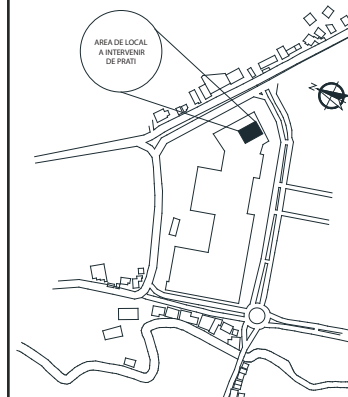 AREA DE LOCAL
A INTERVENIR
DE PRATI
N